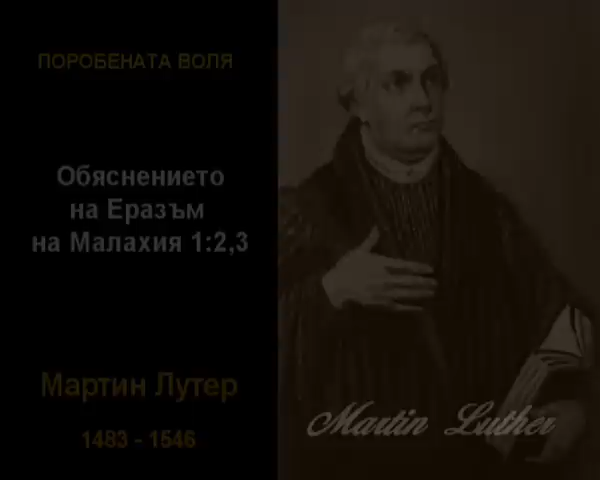 ПОРОБЕНАТА ВОЛЯ
Обяснението
на Еразъм
на Малахия 1:2,3
Мартин Лутер
1483 - 1546
Martin Luther